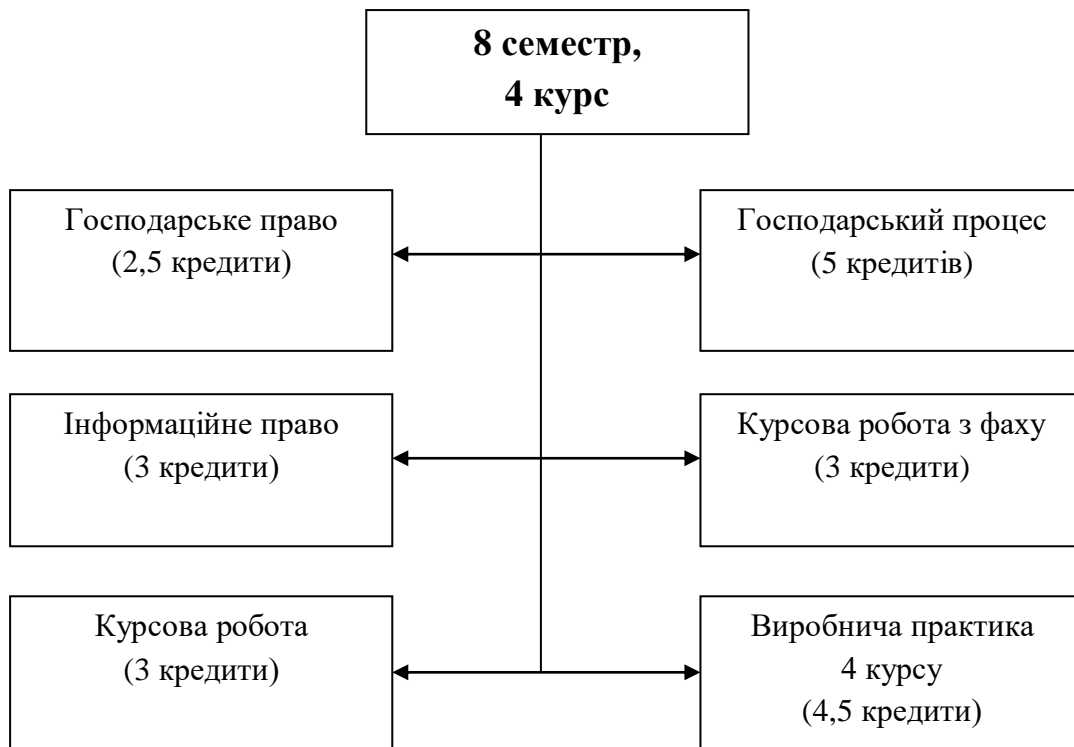 8 семестр,
4 курс
Господарське право
(2,5 кредити)
Господарський процес
(5 кредитів)
Інформаційне право
(3 кредити)
Курсова робота з фаху
(3 кредити)
Курсова робота
(3 кредити)
Виробнича практика
4 курсу
(4,5 кредити)